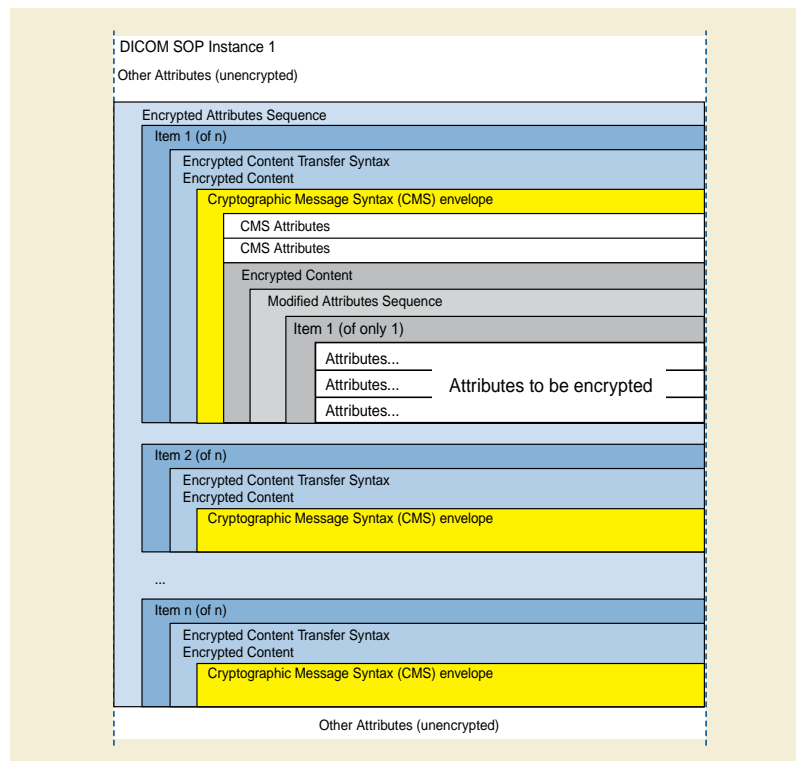 DICOM SOP Instance 1
Other Attributes (unencrypted)
Encrypted Attributes Sequence
Item 1 (of n)
Encrypted Content Transfer Syntax
Encrypted Content
Cryptographic Message Syntax (CMS) envelope
CMS Attributes
CMS Attributes
Encrypted Content
Modified Attributes Sequence
Item 1 (of only 1)
Attributes...
Attributes... Attributes to be encrypted
Attributes...
Item 2 (of n)
Encrypted Content Transfer Syntax
Encrypted Content
Cryptographic Message Syntax (CMS) envelope
...
Item n (of n)
Encrypted Content Transfer Syntax
Encrypted Content
Cryptographic Message Syntax (CMS) envelope
Other Attributes (unencrypted)